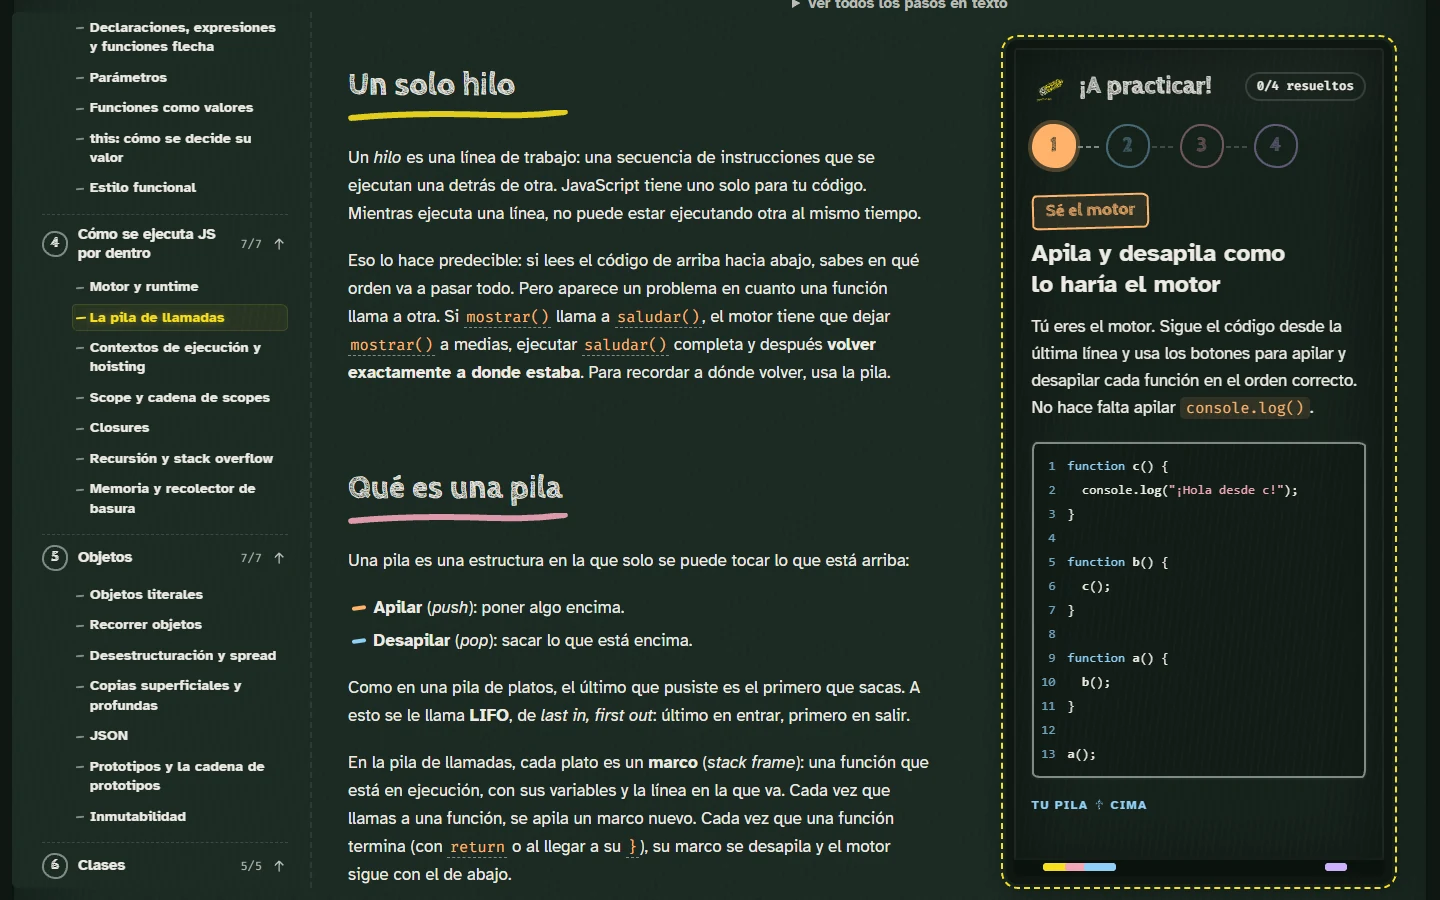 Declaraciones, expresiones
y funciones flecha
Parámetros
Funciones como valores
this: cómo se decide su
valor
Estilo funcional
4 Cómo se ejecuta JS
por dentro 7/7 ↑
Motor y runtime
La pila de llamadas
Contextos de ejecución y
hoisting
Scope y cadena de scopes
Closures
Recursión y stack overflow
Memoria y recolector de
basura
5 Objetos 7/7 ↑
Objetos literales
Recorrer objetos
Desestructuración y spread
Copias superficiales y
profundas
JSON
Prototipos y la cadena de
prototipos
Inmutabilidad
6 Clases 5/5 ↑
▶ Ver todos los pasos en texto
Un solo hilo
Un hilo es una línea de trabajo: una secuencia de instrucciones que se
ejecutan una detrás de otra. JavaScript tiene uno solo para tu código.
Mientras ejecuta una línea, no puede estar ejecutando otra al mismo tiempo.
Eso lo hace predecible: si lees el código de arriba hacia abajo, sabes en qué
orden va a pasar todo. Pero aparece un problema en cuanto una función
llama a otra. Si mostrar() llama a saludar(), el motor tiene que dejar
mostrar() a medias, ejecutar saludar() completa y después volver
exactamente a donde estaba. Para recordar a dónde volver, usa la pila.
Qué es una pila
Una pila es una estructura en la que solo se puede tocar lo que está arriba:
Apilar (push): poner algo encima.
Desapilar (pop): sacar lo que está encima.
Como en una pila de platos, el último que pusiste es el primero que sacas. A
esto se le llama LIFO, de last in, first out: último en entrar, primero en salir.
En la pila de llamadas, cada plato es un marco (stack frame): una función que
está en ejecución, con sus variables y la línea en la que va. Cada vez que
llamas a una función, se apila un marco nuevo. Cada vez que una función
termina (con return o al llegar a su }), su marco se desapila y el motor
sigue con el de abajo.
¡A practicar! 0/4 resueltos
1 2 3 4
Sé el motor
Apila y desapila como
lo haría el motor
Tú eres el motor. Sigue el código desde la
última línea y usa los botones para apilar y
desapilar cada función en el orden correcto.
No hace falta apilar console.log().
1 function c() {
2 console.log("¡Hola desde c!");
3 }
4
5 function b() {
6 c();
7 }
8
9 function a() {
10 b();
11 }
12
13 a();
TU PILA ↑ CIMA